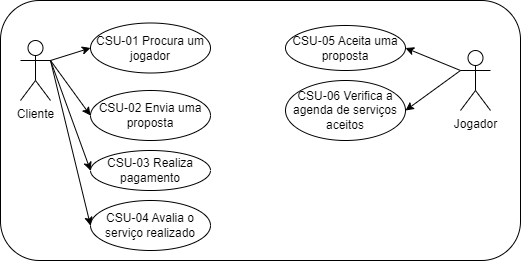 CSU-01 Procura um
jogador
Cliente
CSU-02 Envia uma
proposta
CSU-03 Realiza
pagamento
CSU-04 Avalia o
serviço realizado
CSU-05 Aceita uma
proposta
CSU-06 Verifica a
agenda de serviços
aceitos
Jogador